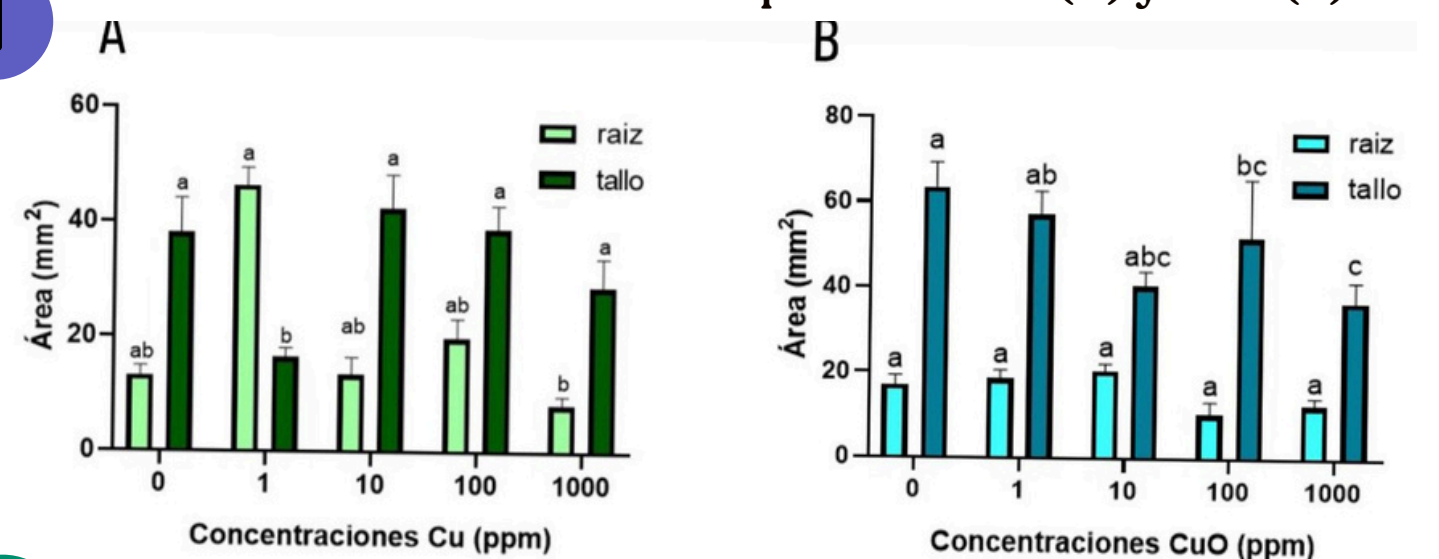 A
60
40
20
0
Área (mm²)
raiz
tallo
ab
a
a
b
ab
a
ab
a
b
a
0 1 10 100 1000
Concentraciones Cu (ppm)
B
80
60
40
20
0
Área (mm²)
raiz
tallo
a
a
a
ab
a
abc
a
bc
a
c
0 1 10 100 1000
Concentraciones CuO (ppm)